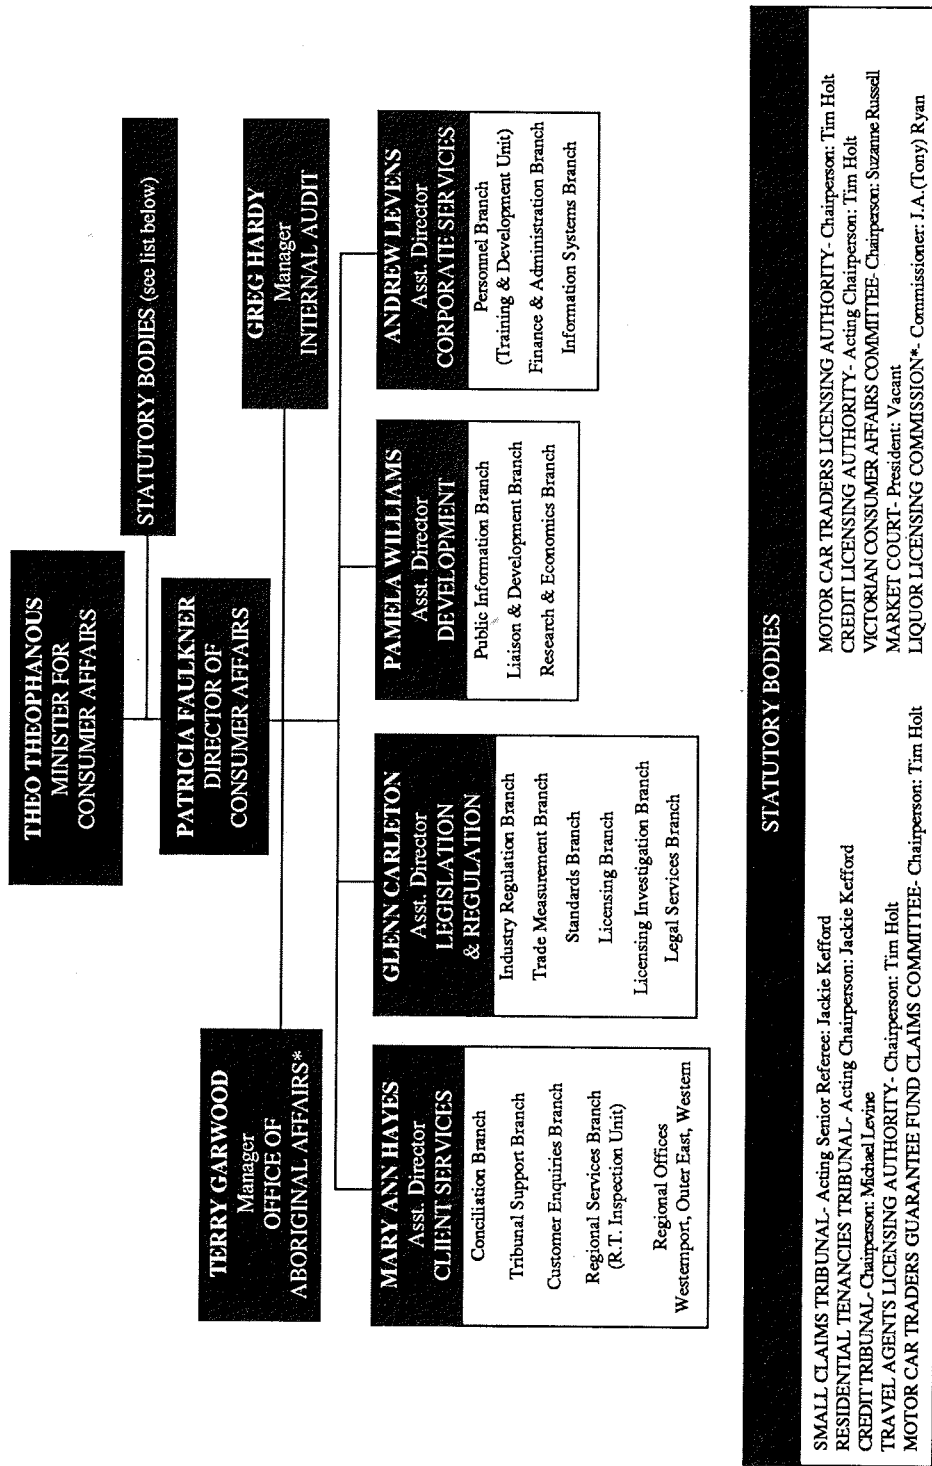 THEO THEOPHANOUS
MINISTER FOR
CONSUMER AFFAIRS
STATUTORY BODIES (see list below)
PATRICIA FAULKNER
DIRECTOR OF
CONSUMER AFFAIRS
TERRY GARWOOD
Manager
OFFICE OF
ABORIGINAL AFFAIRS*
GREG HARDY
Manager
INTERNAL AUDIT
MARY ANN HAYES
Asst. Director
CLIENT SERVICES
Conciliation Branch
Tribunal Support Branch
Customer Enquiries Branch
Regional Services Branch
(R.T. Inspection Unit)
Regional Offices
Westernport, Outer East, Western
GLENN CARLETON
Asst. Director
LEGISLATION
& REGULATION
Industry Regulation Branch
Trade Measurement Branch
Standards Branch
Licensing Branch
Licensing Investigation Branch
Legal Services Branch
PAMELA WILLIAMS
Asst. Director
DEVELOPMENT
Public Information Branch
Liaison & Development Branch
Research & Economics Branch
ANDREW LEVENS
Asst. Director
CORPORATE SERVICES
Personnel Branch
(Training & Development Unit)
Finance & Administration Branch
Information Systems Branch
STATUTORY BODIES
SMALL CLAIMS TRIBUNAL- Acting Senior Referee: Jackie Kefford
RESIDENTIAL TENANCIES TRIBUNAL- Acting Chairperson: Jackie Kefford
CREDIT TRIBUNAL- Chairperson: Michael Levine
TRAVEL AGENTS LICENSING AUTHORITY- Chairperson: Tim Holt
MOTOR CAR TRADERS GUARANTEE FUND CLAIMS COMMITTEE- Chairperson: Tim Holt
MOTOR CAR TRADERS LICENSING AUTHORITY- Chairperson: Tim Holt
CREDIT LICENSING AUTHORITY- Acting Chairperson: Tim Holt
VICTORIAN CONSUMER AFFAIRS COMMITTEE- Chairperson: Suzanne Russell
MARKET COURT- President: Vacant
LIQUOR LICENSING COMMISSION*- Commissioner: J.A.(Tony) Ryan